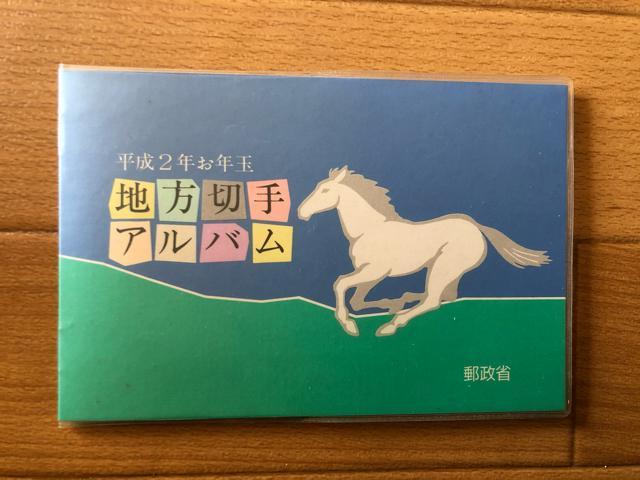 平成2年お年玉
地方切手
アルバム
郵政省